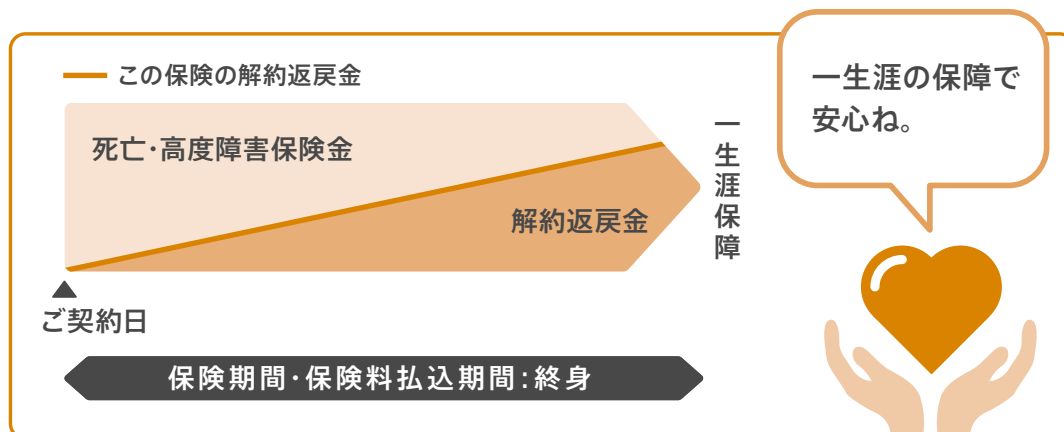 この保険の解約返戻金
死亡・高度障害保険金
解約返戻金
一生涯保障
ご契約日
保険期間・保険料払込期間:終身
一生涯の保障で
安心ね。